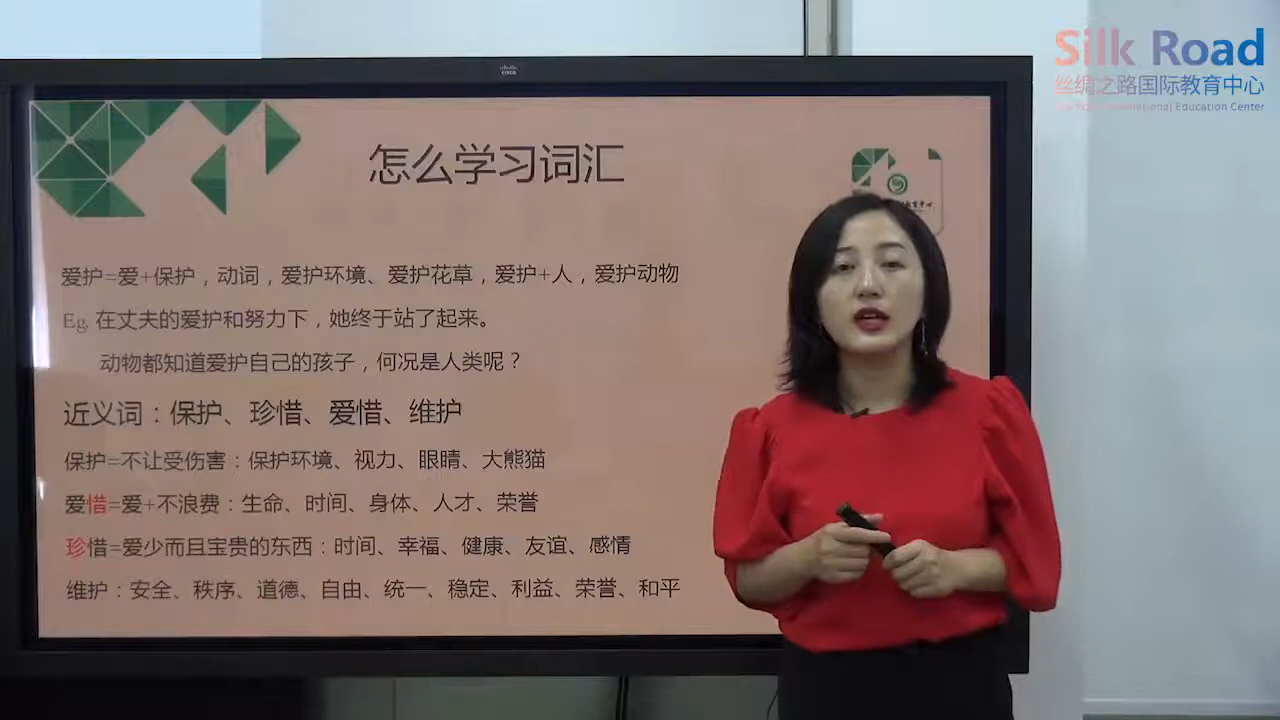 Silk Road
丝绸之路国际教育中心
Education Center
CISCO
怎么学习词汇
爱护=爱+保护，动词，爱护环境、爱护花草，爱护+人，爱护动物
Eg. 在丈夫的爱护和努力下，她终于站了起来。
动物都知道爱护自己的孩子，何况是人类呢？
近义词：保护、珍惜、爱惜、维护
保护=不让受伤害：保护环境、视力、眼睛、大熊猫
爱惜=爱+不浪费：生命、时间、身体、人才、荣誉
珍惜=爱少而且宝贵的东西：时间、幸福、健康、友谊、感情
维护：安全、秩序、道德、自由、统一、稳定、利益、荣誉、和平